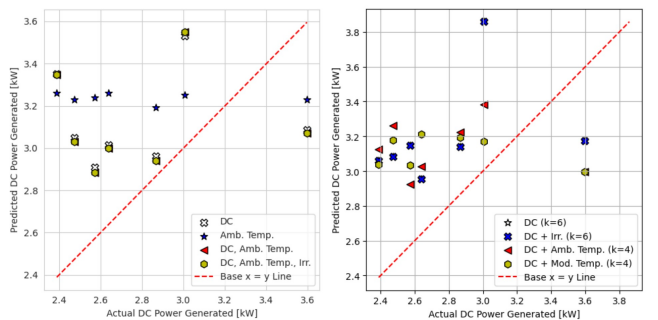 3.6
3.4
3.2
3.0
2.8
2.6
2.4
Predicted DC Power Generated [kW]
2.4 2.6 2.8 3.0 3.2 3.4 3.6
Actual DC Power Generated [kW]
DC
Amb. Temp.
DC, Amb. Temp.
DC, Amb. Temp., Irr.
Base x = y Line
3.8
3.6
3.4
3.2
3.0
2.8
2.6
2.4
Predicted DC Power Generated [kW]
2.4 2.6 2.8 3.0 3.2 3.4 3.6 3.8
Actual DC Power Generated [kW]
DC (k=6)
DC + Irr. (k=6)
DC + Amb. Temp. (k=4)
DC + Mod. Temp. (k=4)
Base x = y Line